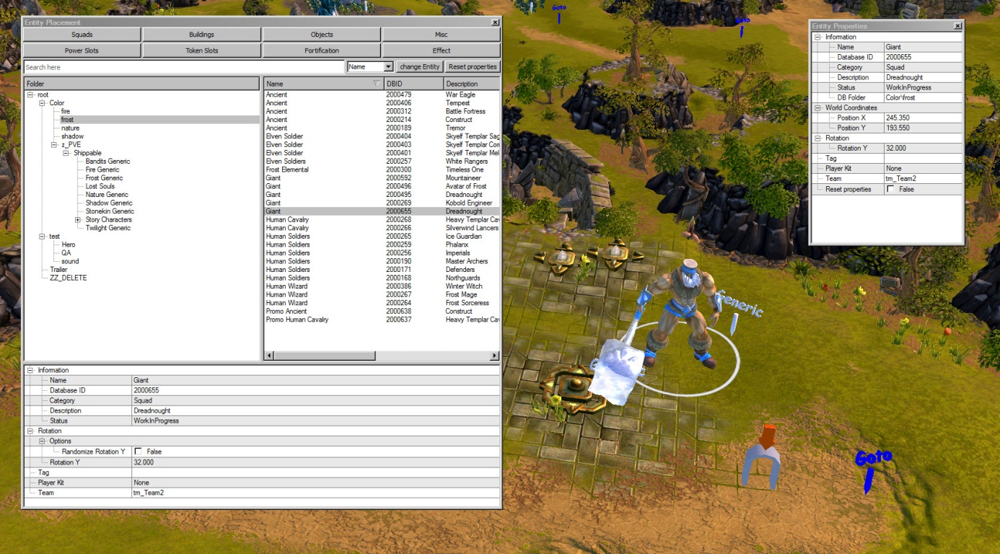 Entity Placement
Squads Buildings Objects Misc
Power Slots Token Slots Fortification Effect
Search here Name change Entity Reset properties
Folder
root
Color
fire
frost
nature
shadow
z_PVE
Shippable
Bandits Generic
Fire Generic
Frost Generic
Lost Souls
Nature Generic
Shadow Generic
Stonekin Generic
Story Characters
Twilight Generic
test
Hero
QA
sound
Trailer
ZZ_DELETE
Name DBID Description
Ancient 2000479 War Eagle
Ancient 2000406 Tempest
Ancient 2000312 Battle Fortress
Ancient 2000214 Construct
Ancient 2000189 Tremor
Elven Soldier 2000404 Skyelf Templar Sag
Elven Soldier 2000403 Skyelf Templar Con
Elven Soldier 2000401 Skyelf Templar Mel
Elven Soldiers 2000257 White Rangers
Frost Elemental 2000300 Timeless One
Giant 2000592 Mountaineer
Giant 2000496 Avatar of Frost
Giant 2000495 Dreadnought
Giant 2000269 Kobold Engineer
Giant 2000655 Dreadnought
Human Cavalry 2000268 Heavy Templar Cav
Human Cavalry 2000266 Silverwind Lancers
Human Soldiers 2000265 Ice Guardian
Human Soldiers 2000259 Phalanx
Human Soldiers 2000256 Imperials
Human Soldiers 2000190 Master Archers
Human Soldiers 2000171 Defenders
Human Soldiers 2000168 Northguards
Human Wizard 2000386 Winter Witch
Human Wizard 2000267 Frost Mage
Human Wizard 2000264 Frost Sorceress
Promo Ancient 2000638 Construct
Promo Human Cavalry 2000637 Heavy Templar Cav
Information
Name Giant
Database ID 2000655
Category Squad
Description Dreadnought
Status WorkInProgress
Rotation
Options
Randomize Rotation Y False
Rotation Y 32.000
Tag
Player Kit None
Team tm_Team2
Goto
Goto
Entity Properties
Information
Name Giant
Database ID 2000655
Category Squad
Description Dreadnought
Status WorkInProgress
DB Folder Color\frost
World Coordinates
Position X 245.350
Position Y 193.550
Rotation
Rotation Y 32.000
Tag
Player Kit None
Team tm_Team2
Reset properties False
Generic
Goto